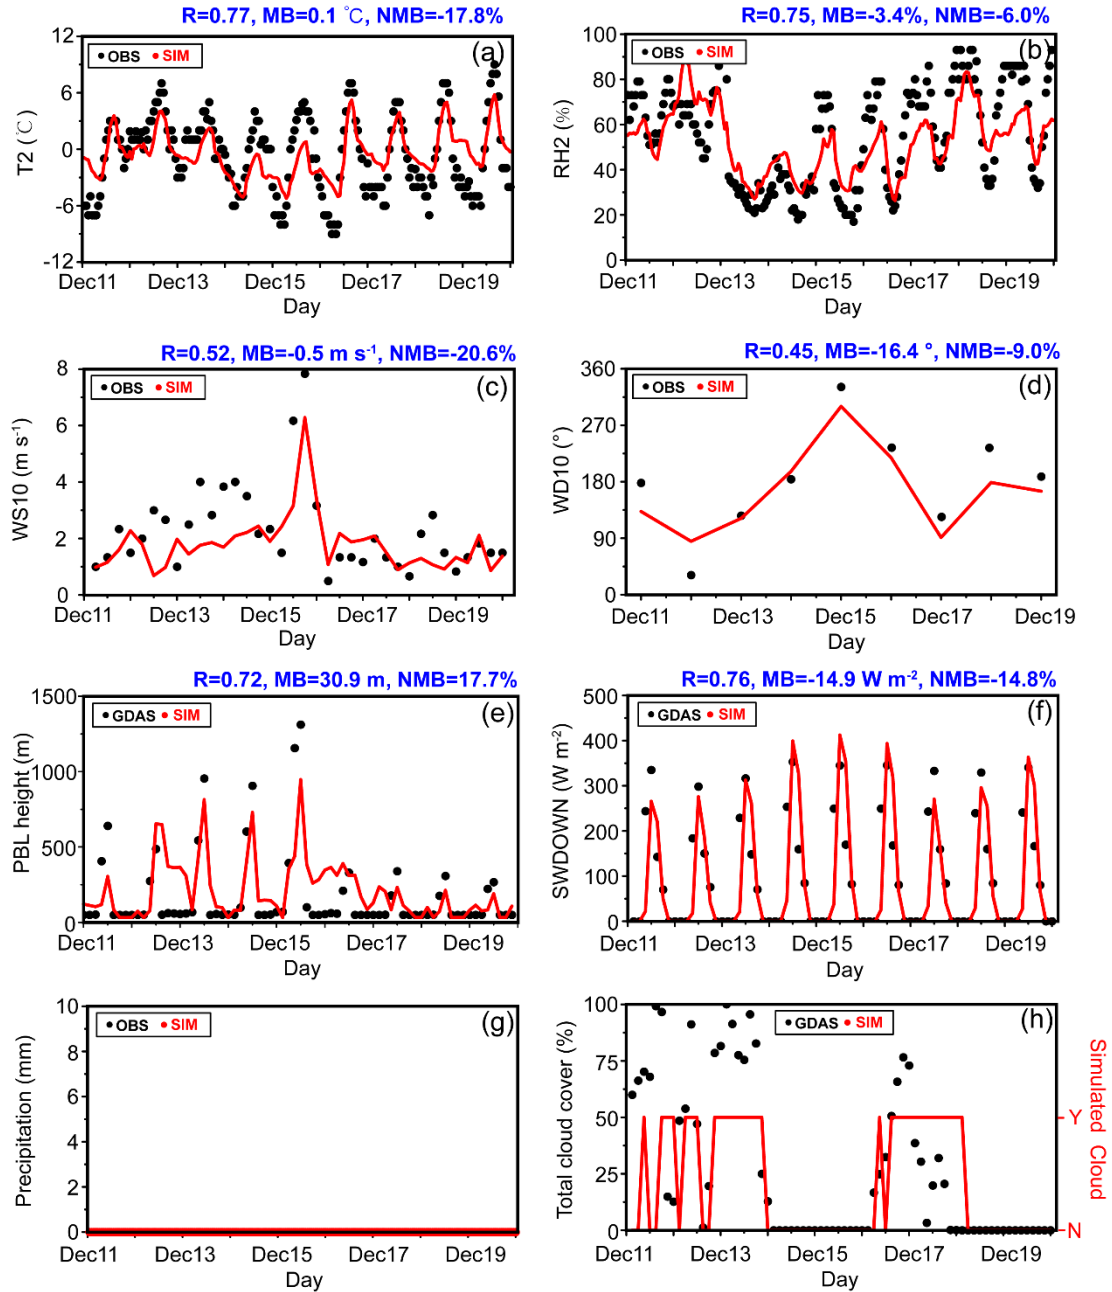 R=0.77, MB=0.1 ℃, NMB=-17.8%
(a)
OBS SIM
T2 (℃)
12
6
0
-6
-12
Dec11 Dec13 Dec15 Dec17 Dec19
Day
R=0.75, MB=-3.4%, NMB=-6.0%
(b)
OBS SIM
RH2 (%)
100
80
60
40
20
0
Dec11 Dec13 Dec15 Dec17 Dec19
Day
R=0.52, MB=-0.5 m s⁻¹, NMB=-20.6%
(c)
OBS SIM
WS10 (m s⁻¹)
8
6
4
2
0
Dec11 Dec13 Dec15 Dec17 Dec19
Day
R=0.45, MB=-16.4 °, NMB=-9.0%
(d)
OBS SIM
WD10 (°)
360
270
180
90
0
Dec11 Dec13 Dec15 Dec17 Dec19
Day
R=0.72, MB=30.9 m, NMB=17.7%
(e)
GDAS SIM
PBL height (m)
1500
1000
500
0
Dec11 Dec13 Dec15 Dec17 Dec19
Day
R=0.76, MB=-14.9 W m⁻², NMB=-14.8%
(f)
GDAS SIM
SWDOWN (W m⁻²)
500
400
300
200
100
0
Dec11 Dec13 Dec15 Dec17 Dec19
Day
(g)
OBS SIM
Precipitation (mm)
10
8
6
4
2
0
Dec11 Dec13 Dec15 Dec17 Dec19
Day
(h)
GDAS SIM
Total cloud cover (%)
100
75
50
25
0
Y
N
Simulated Cloud
Dec11 Dec13 Dec15 Dec17 Dec19
Day